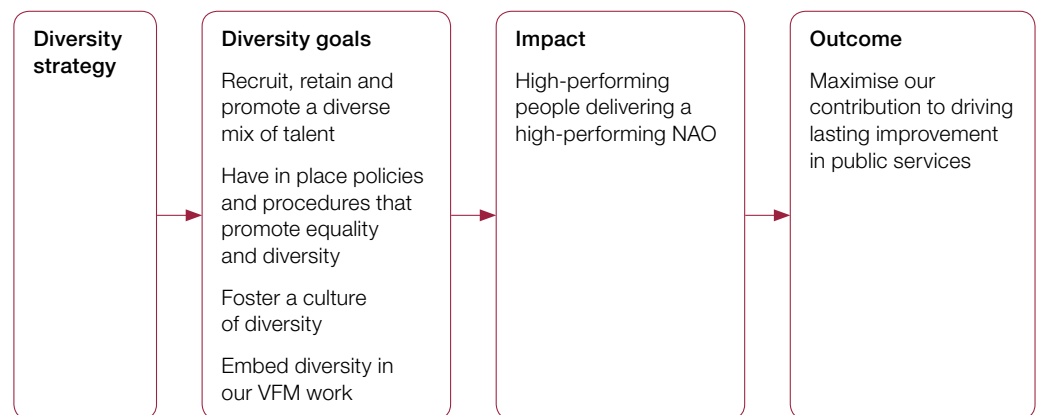 Diversity
strategy
Diversity goals
Recruit, retain and
promote a diverse
mix of talent
Have in place policies
and procedures that
promote equality
and diversity
Foster a culture
of diversity
Embed diversity in
our VFM work
Impact
High-performing
people delivering a
high-performing NAO
Outcome
Maximise our
contribution to driving
lasting improvement
in public services